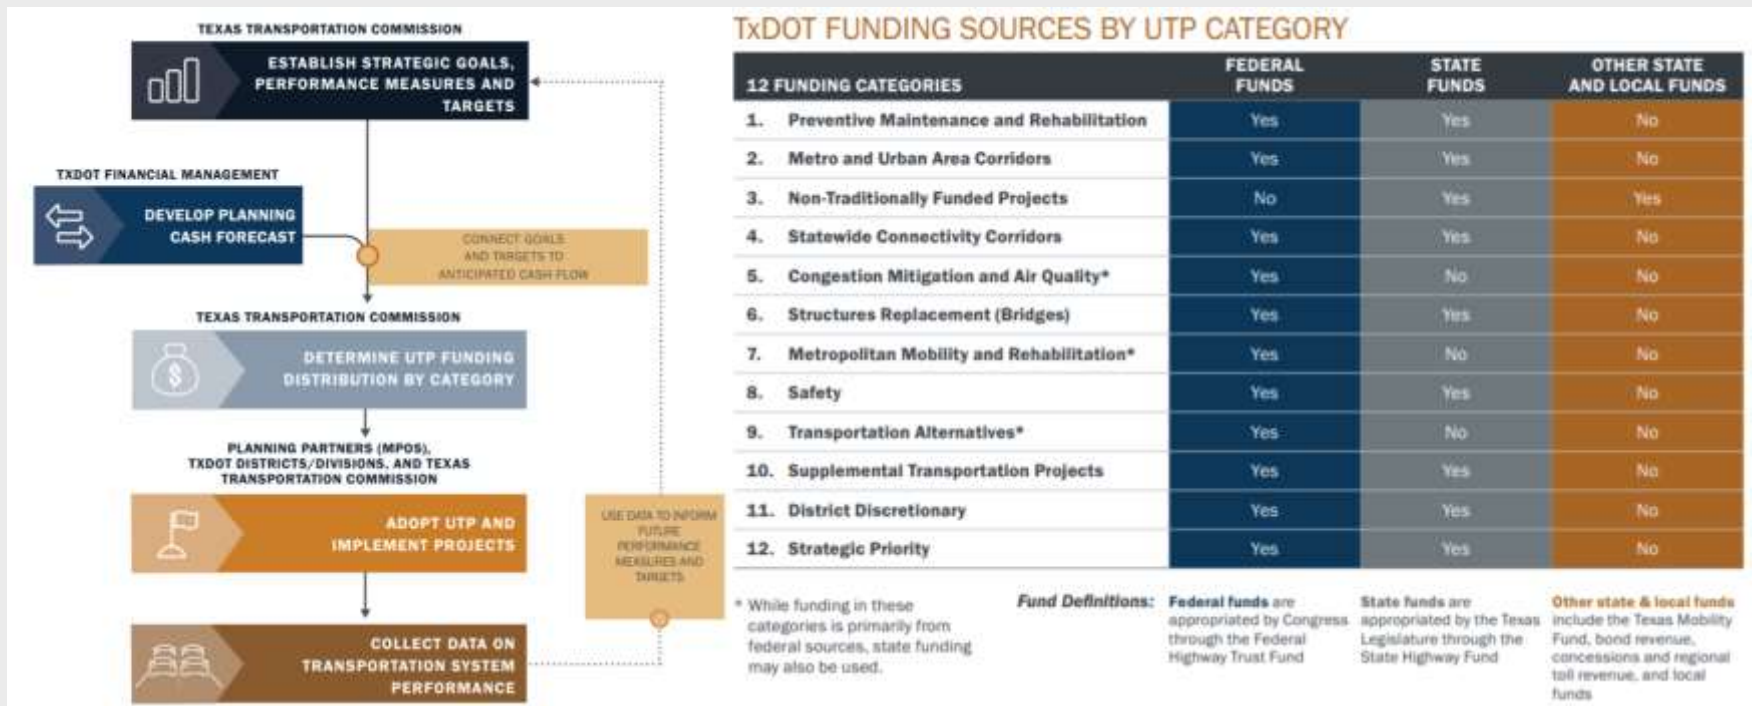 TEXAS TRANSPORTATION COMMISSION
ESTABLISH STRATEGIC GOALS,
PERFORMANCE MEASURES AND
TARGETS
TXDOT FINANCIAL MANAGEMENT
DEVELOP PLANNING
CASH FORECAST
CONNECT GOALS
AND TARGETS TO
ANTICIPATED CASH FLOW
TEXAS TRANSPORTATION COMMISSION
DETERMINE UTP FUNDING
DISTRIBUTION BY CATEGORY
PLANNING PARTNERS (MPOS),
TXDOT DISTRICTS/DIVISIONS, AND TEXAS
TRANSPORTATION COMMISSION
ADOPT UTP AND
IMPLEMENT PROJECTS
USE DATA TO INFORM
FUTURE
PERFORMANCE
MEASURES AND
TARGETS
COLLECT DATA ON
TRANSPORTATION SYSTEM
PERFORMANCE
TxDOT FUNDING SOURCES BY UTP CATEGORY
12 FUNDING CATEGORIES FEDERAL FUNDS STATE FUNDS OTHER STATE AND LOCAL FUNDS
1. Preventive Maintenance and Rehabilitation Yes Yes No
2. Metro and Urban Area Corridors Yes Yes No
3. Non-Traditionally Funded Projects No Yes Yes
4. Statewide Connectivity Corridors Yes Yes No
5. Congestion Mitigation and Air Quality* Yes No No
6. Structures Replacement (Bridges) Yes Yes No
7. Metropolitan Mobility and Rehabilitation* Yes No No
8. Safety Yes Yes No
9. Transportation Alternatives* Yes No No
10. Supplemental Transportation Projects Yes Yes No
11. District Discretionary Yes Yes No
12. Strategic Priority Yes Yes No
* While funding in these
categories is primarily from
federal sources, state funding
may also be used.
Fund Definitions:
Federal funds are
appropriated by Congress
through the Federal
Highway Trust Fund
State funds are
appropriated by the Texas
Legislature through the
State Highway Fund
Other state & local funds
include the Texas Mobility
Fund, bond revenue,
concessions and regional
toll revenue, and local
funds